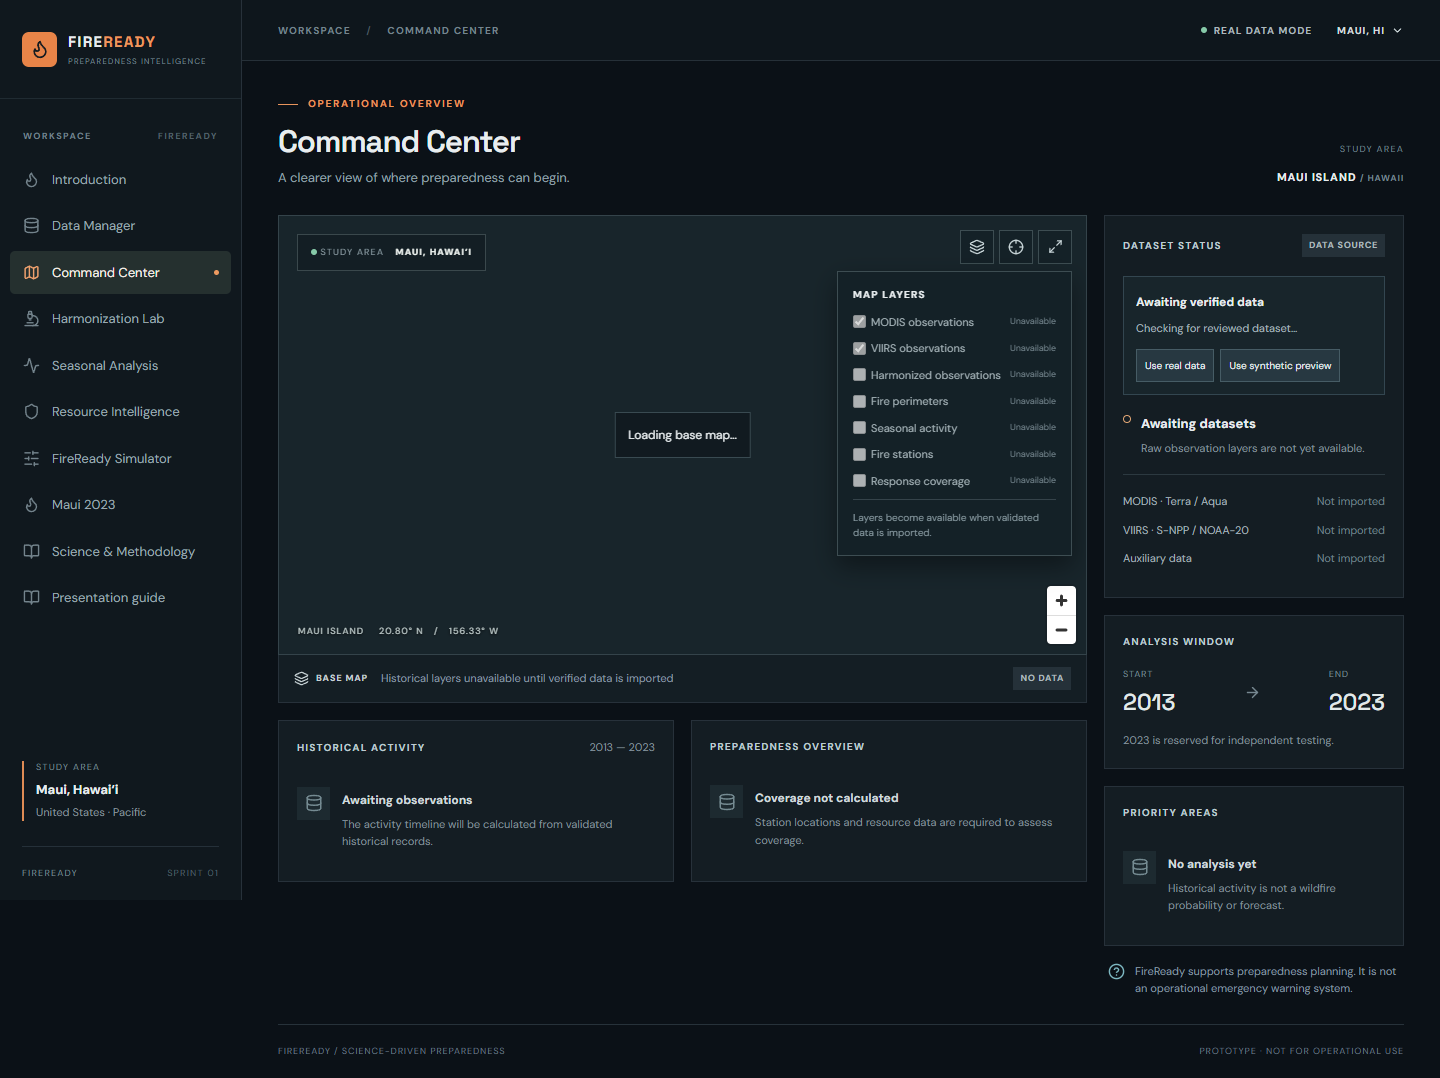 FIREREADY
PREPAREDNESS INTELLIGENCE
WORKSPACE FIREREADY
Introduction
Data Manager
Command Center
Harmonization Lab
Seasonal Analysis
Resource Intelligence
FireReady Simulator
Maui 2023
Science & Methodology
Presentation guide
STUDY AREA
Maui, Hawaiʻi
United States · Pacific
FIREREADY SPRINT 01
WORKSPACE / COMMAND CENTER
REAL DATA MODE MAUI, HI
OPERATIONAL OVERVIEW
Command Center
A clearer view of where preparedness can begin.
STUDY AREA
MAUI ISLAND / HAWAII
STUDY AREA MAUI, HAWAIʻI
MAP LAYERS
MODIS observations Unavailable
VIIRS observations Unavailable
Harmonized observations Unavailable
Fire perimeters Unavailable
Seasonal activity Unavailable
Fire stations Unavailable
Response coverage Unavailable
Layers become available when validated
data is imported.
Loading base map…
MAUI ISLAND 20.80° N / 156.33° W
+
−
BASE MAP Historical layers unavailable until verified data is imported NO DATA
HISTORICAL ACTIVITY 2013 — 2023
Awaiting observations
The activity timeline will be calculated from validated
historical records.
PREPAREDNESS OVERVIEW
Coverage not calculated
Station locations and resource data are required to assess
coverage.
DATASET STATUS DATA SOURCE
Awaiting verified data
Checking for reviewed dataset…
Use real data Use synthetic preview
Awaiting datasets
Raw observation layers are not yet available.
MODIS · Terra / Aqua Not imported
VIIRS · S-NPP / NOAA-20 Not imported
Auxiliary data Not imported
ANALYSIS WINDOW
START END
2013 → 2023
2023 is reserved for independent testing.
PRIORITY AREAS
No analysis yet
Historical activity is not a wildfire
probability or forecast.
FireReady supports preparedness planning. It is not
an operational emergency warning system.
FIREREADY / SCIENCE-DRIVEN PREPAREDNESS
PROTOTYPE · NOT FOR OPERATIONAL USE